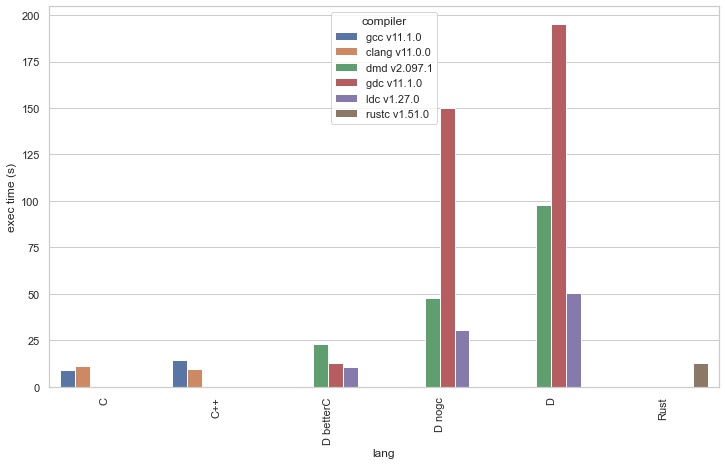 compiler
gcc v11.1.0
clang v11.0.0
dmd v2.097.1
gdc v11.1.0
ldc v1.27.0
rustc v1.51.0
200
175
150
125
100
75
50
25
0
exec time (s)
C
C++
D betterC
D nogc
D
Rust
lang